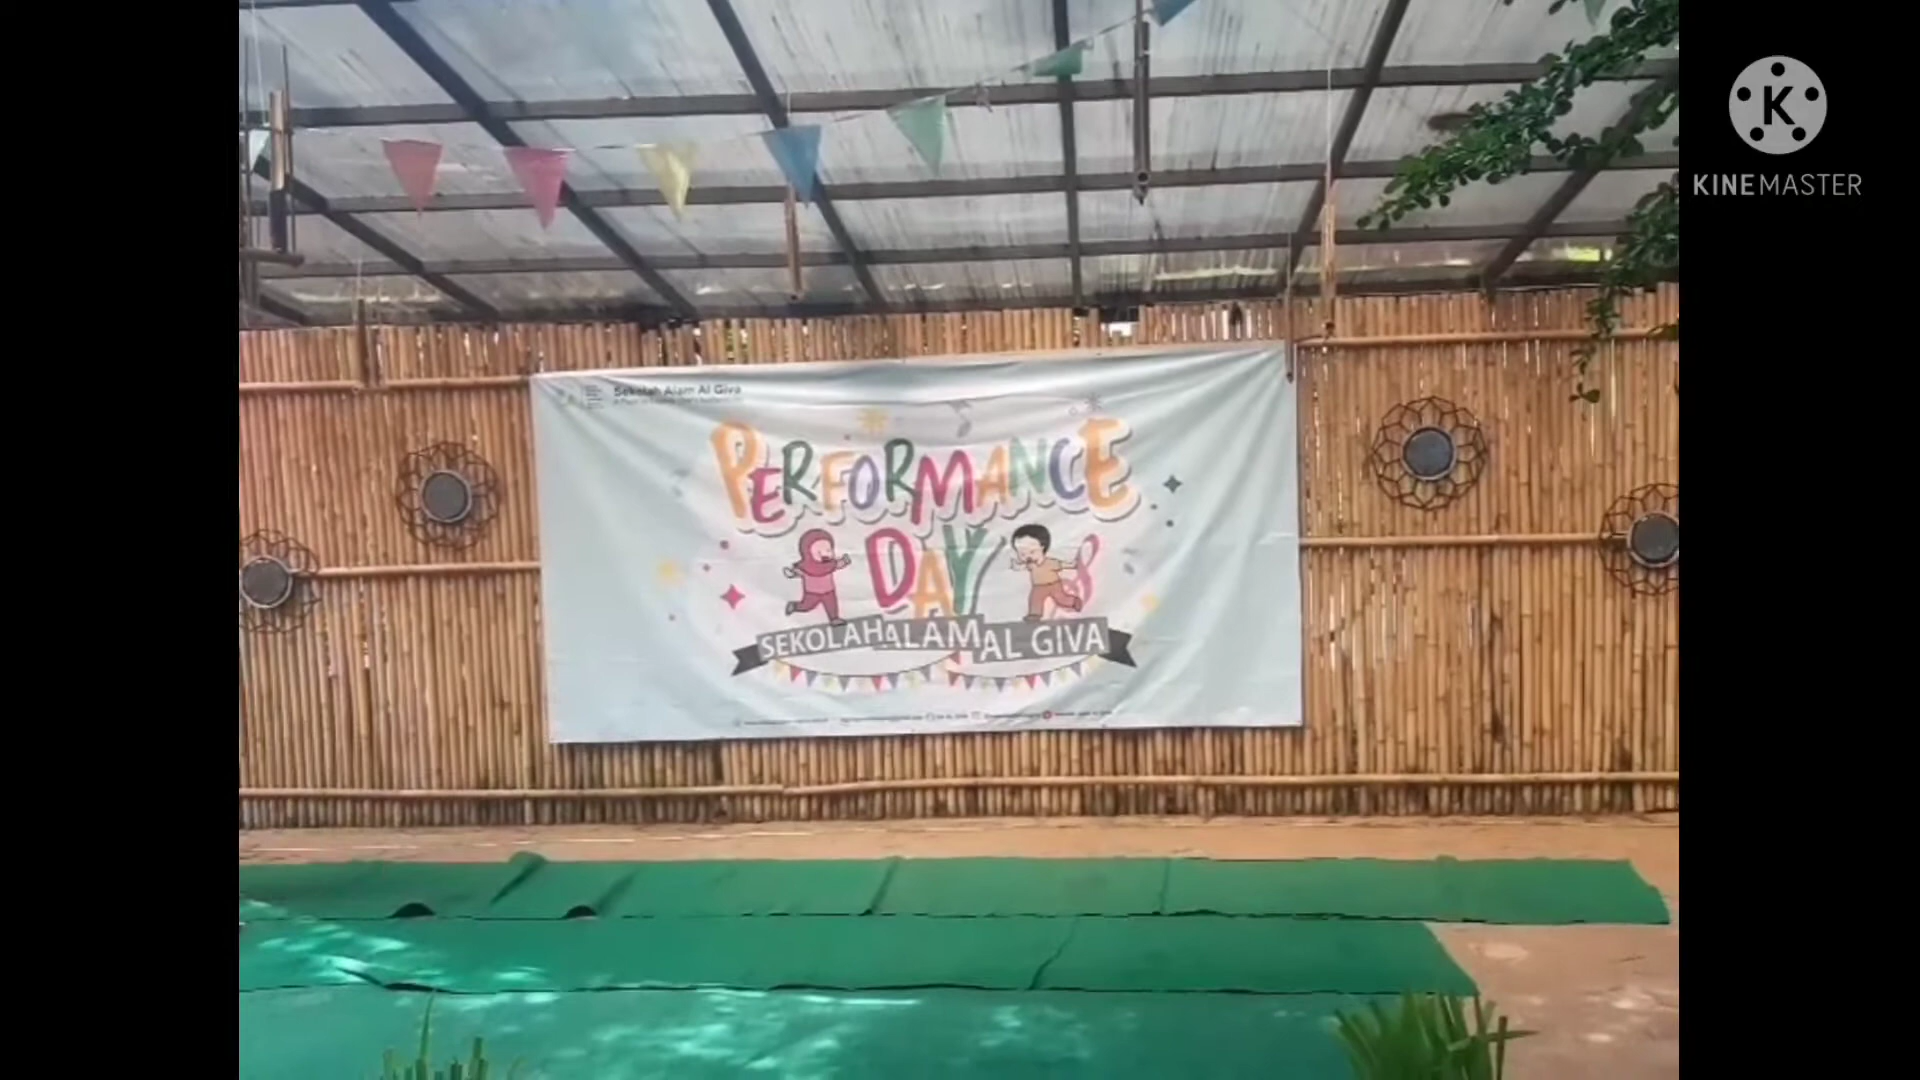 K
KINEMASTER
Sekolah Alam Al Giva
PERFORMANCE
DAY
SEKOLAH ALAM AL GIVA